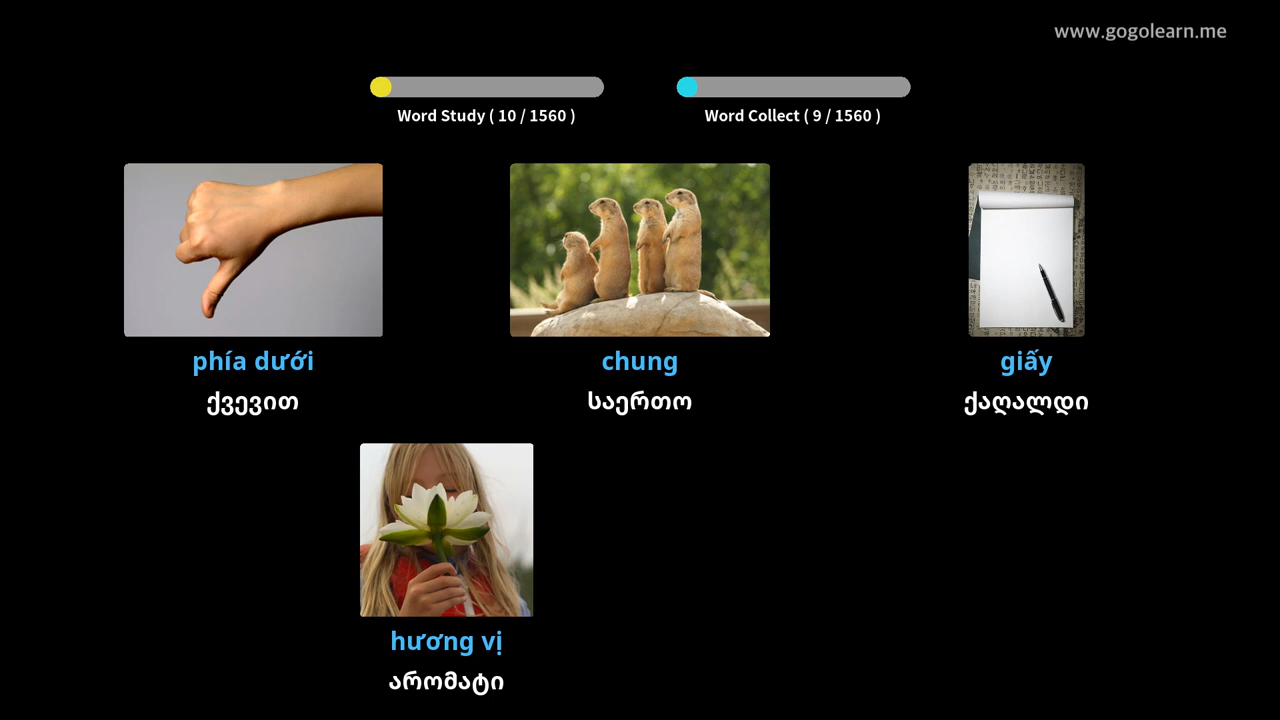 www.gogolearn.me
Word Study ( 10 / 1560 )
Word Collect ( 9 / 1560 )
phía dưới
ქვევით
chung
საერთო
giấy
ქაღალდი
hương vị
არომატი